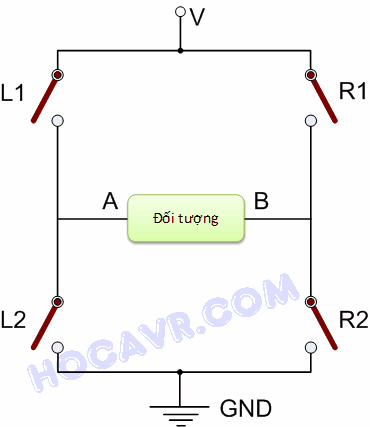 V
L1
R1
A
Đối tượng
B
L2
R2
HOCAVR.COM
GND